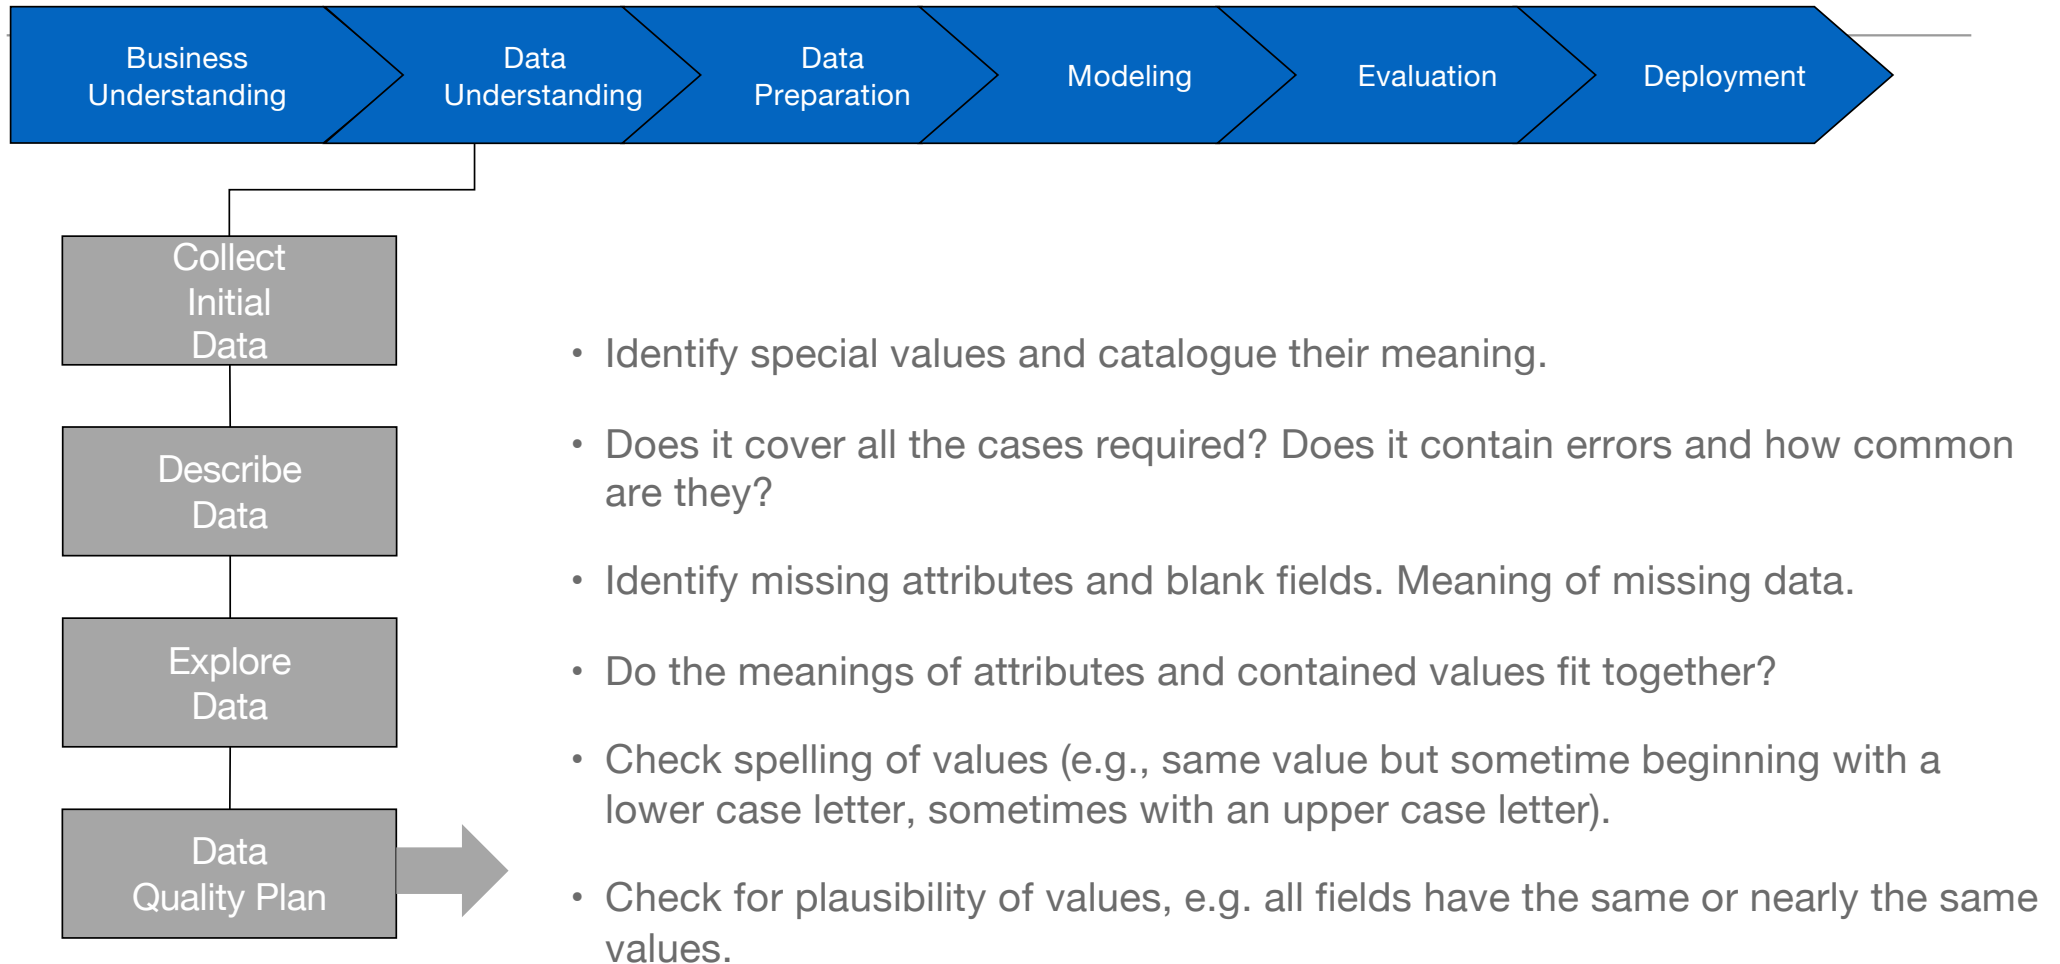 Business
Understanding
Data
Understanding
Data
Preparation
Modeling
Evaluation
Deployment
Collect
Initial
Data
Describe
Data
Explore
Data
Data
Quality Plan
• Identify special values and catalogue their meaning.
• Does it cover all the cases required? Does it contain errors and how common
are they?
• Identify missing attributes and blank fields. Meaning of missing data.
• Do the meanings of attributes and contained values fit together?
• Check spelling of values (e.g., same value but sometime beginning with a
lower case letter, sometimes with an upper case letter).
• Check for plausibility of values, e.g. all fields have the same or nearly the same
values.